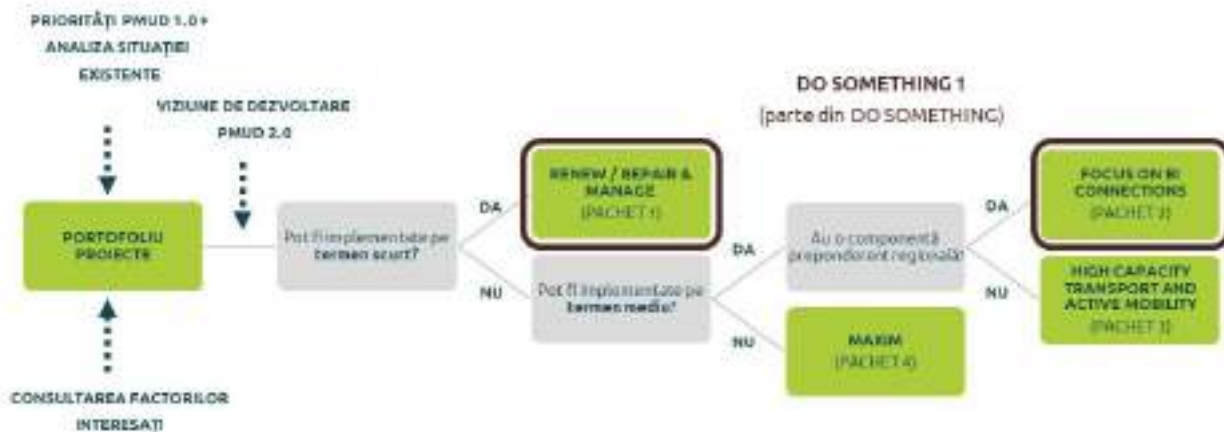 PRIORITĂȚI PMUD 1.0+
ANALIZA SITUAȚIEI
EXISTENTE
VIZIUNE DE DEZVOLTARE
PMUD 2.0
PORTOFOLIU
PROIECTE
CONSULTAREA FACTORILOR
INTERESAȚI
Pot fi implementate pe
termen scurt?
DA
NU
RENEW / REPAIR &
MANAGE
(PACHET 1)
Pot fi implementate pe
termen mediu?
DA
NU
DO SOMETHING 1
(parte din DO SOMETHING)
Au o componentă
preponderent regională?
MAXIM
(PACHET 4)
DA
NU
FOCUS ON BI
CONNECTIONS
(PACHET 2)
HIGH CAPACITY
TRANSPORT AND
ACTIVE MOBILITY
(PACHET 3)